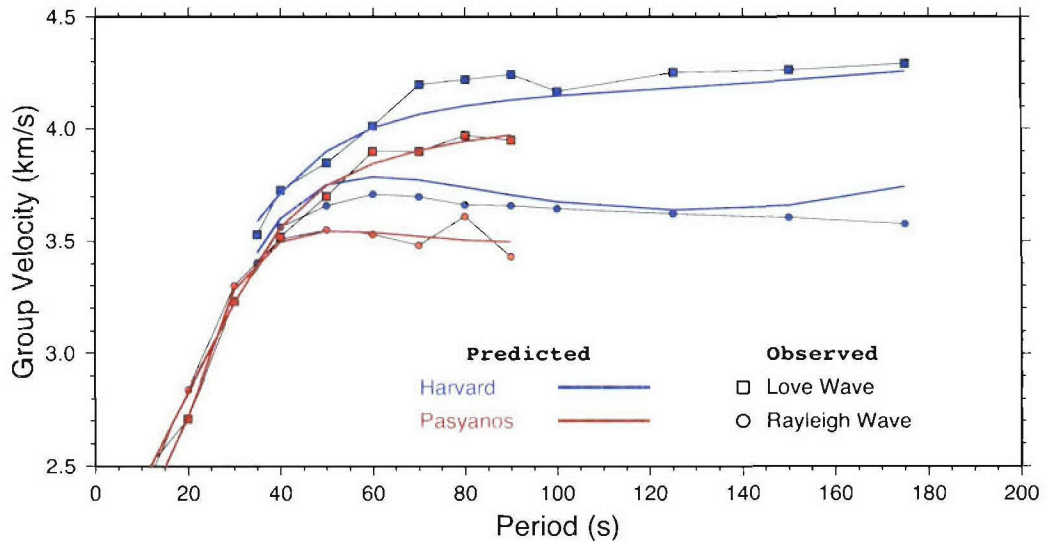 4.5
4.0
3.5
3.0
2.5
Group Velocity (km/s)
Predicted Observed
Harvard Love Wave
Pasyanos Rayleigh Wave
0 20 40 60 80 100 120 140 160 180 200
Period (s)